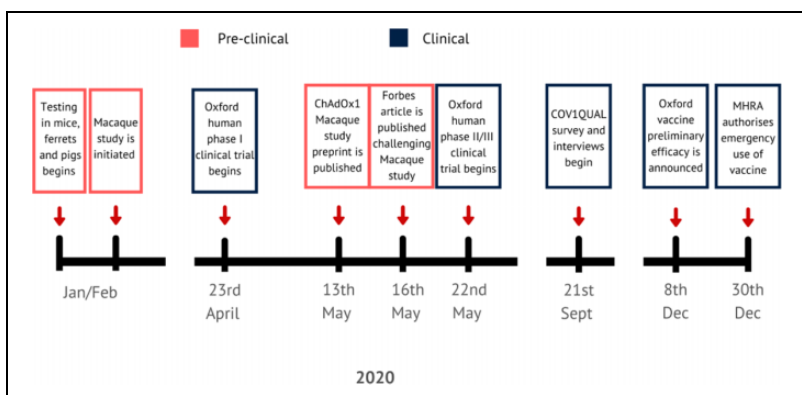 Pre-clinical
Clinical
Testing
in mice,
ferrets
and pigs
begins
Macaque
study is
initiated
Oxford
human
phase I
clinical trial
begins
ChAdOx1
Macaque
study
preprint is
published
Forbes
article is
published
challenging
Macaque
study
Oxford
human
phase II/III
clinical
trial begins
COV1QUAL
survey and
interviews
begin
Oxford
vaccine
preliminary
efficacy is
announced
MHRA
authorises
emergency
use of
vaccine
Jan/Feb
23rd
April
13th
May
16th
May
22nd
May
21st
Sept
8th
Dec
30th
Dec
2020